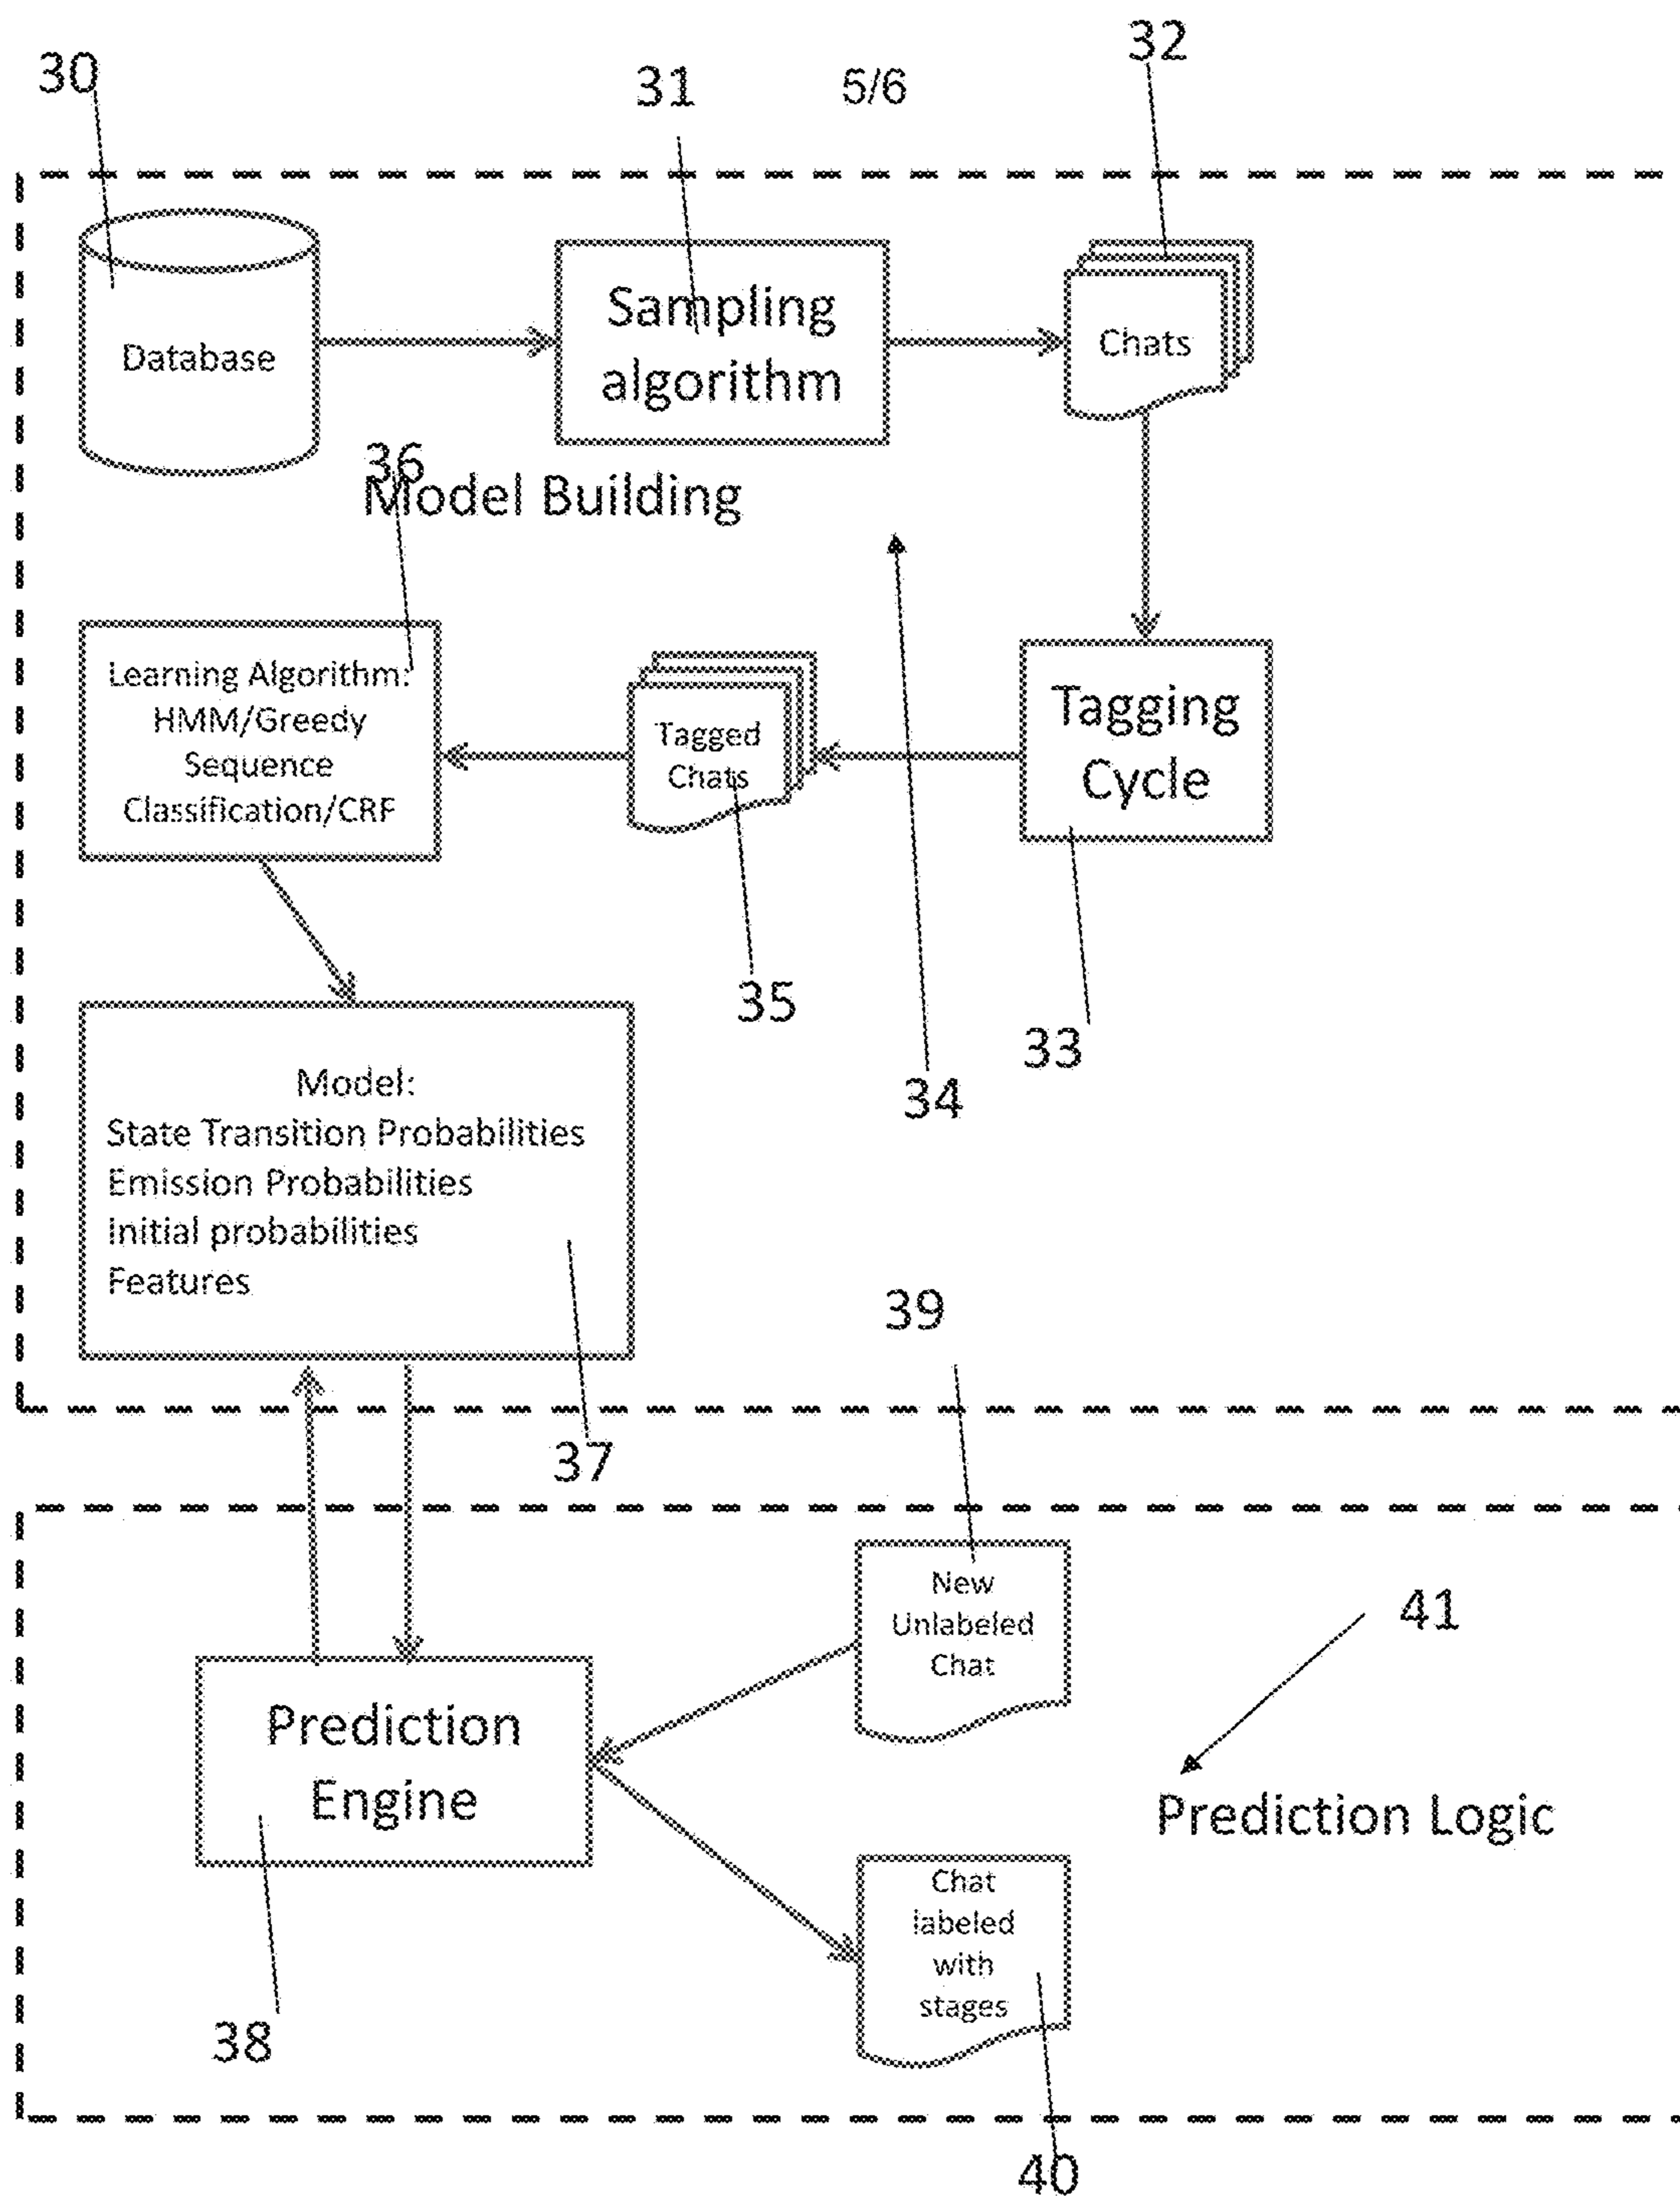 30
31
5/6
32
Database
Sampling
algorithm
Chats
36
Model Building
Learning Algorithm:
HMM/Greedy
Sequence
Classification/CRF
Tagged
Chats
Tagging
Cycle
35
33
34
Model:
State Transition Probabilities
Emission Probabilities
Initial probabilities
Features
39
37
New
Unlabeled
Chat
41
Prediction
Engine
Prediction Logic
Chat
labeled
with
stages
38
40